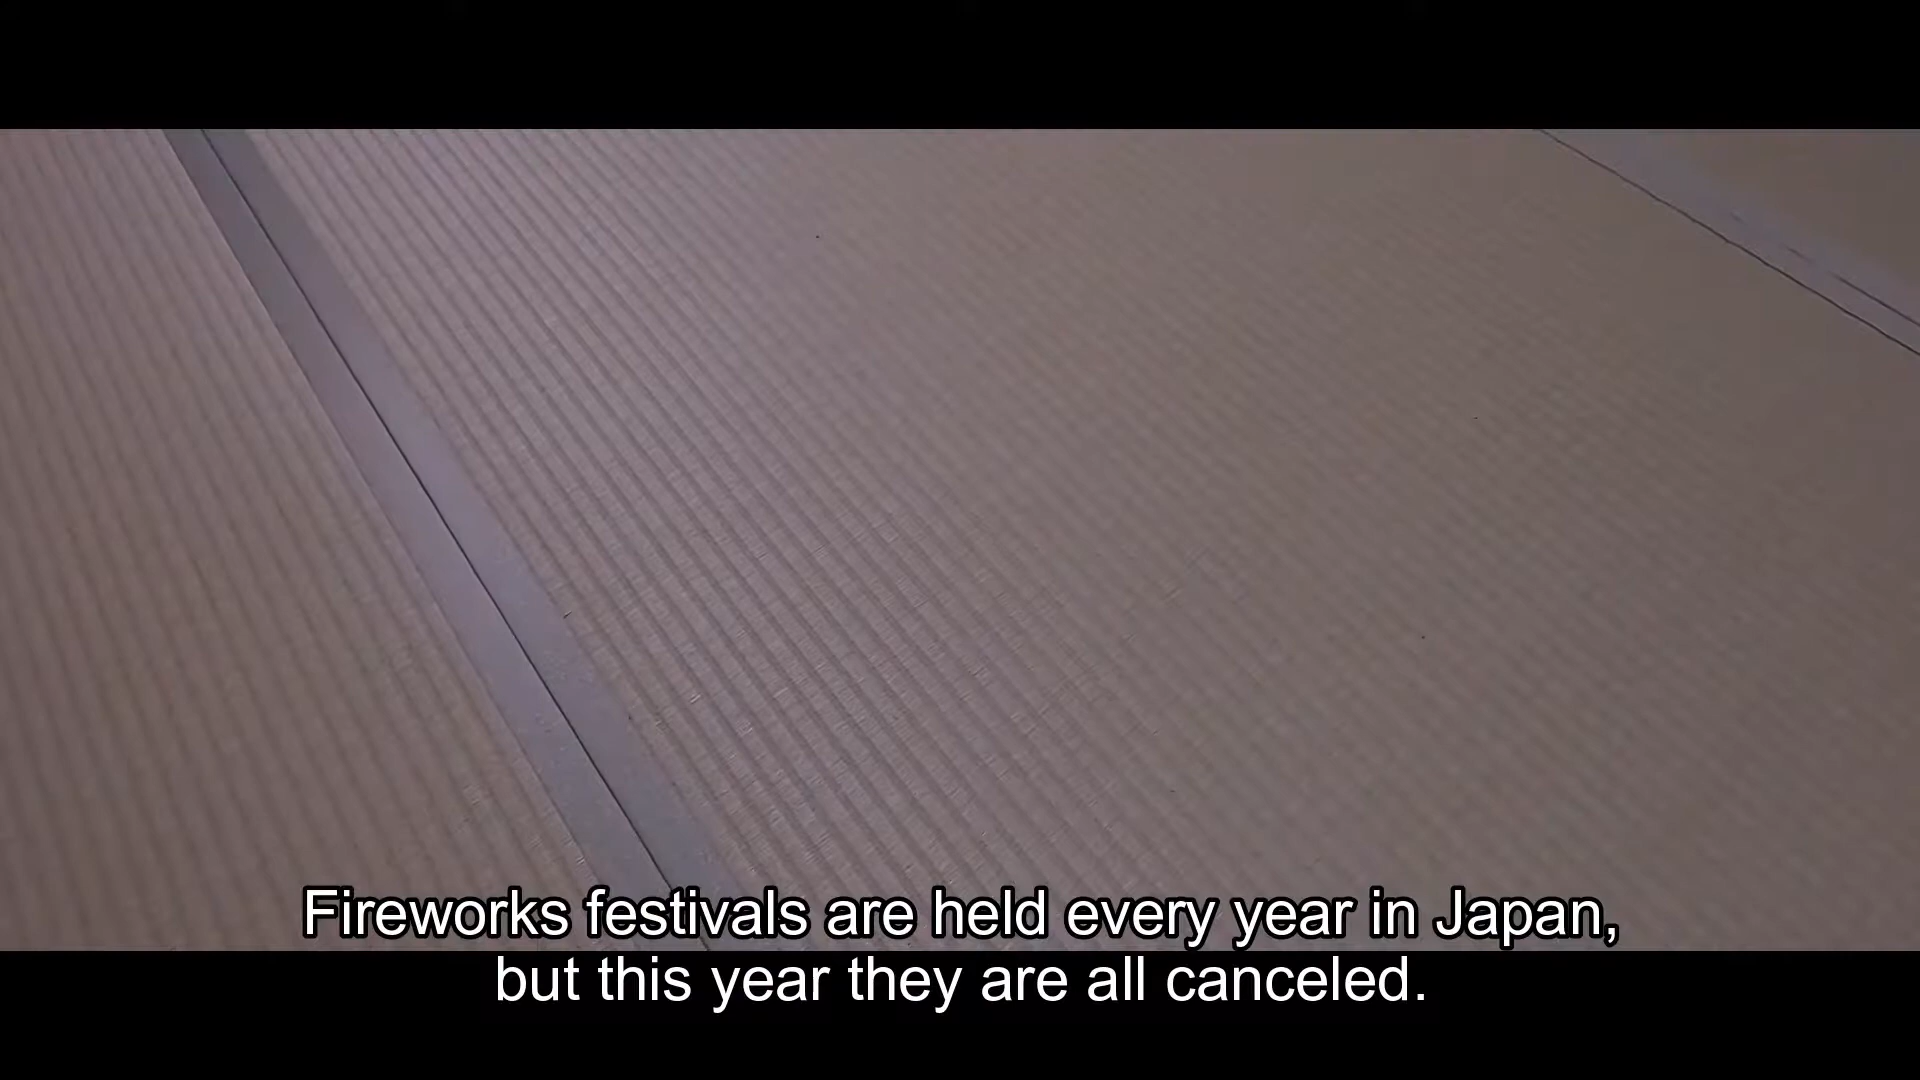 Fireworks festivals are held every year in Japan,
but this year they are all canceled.